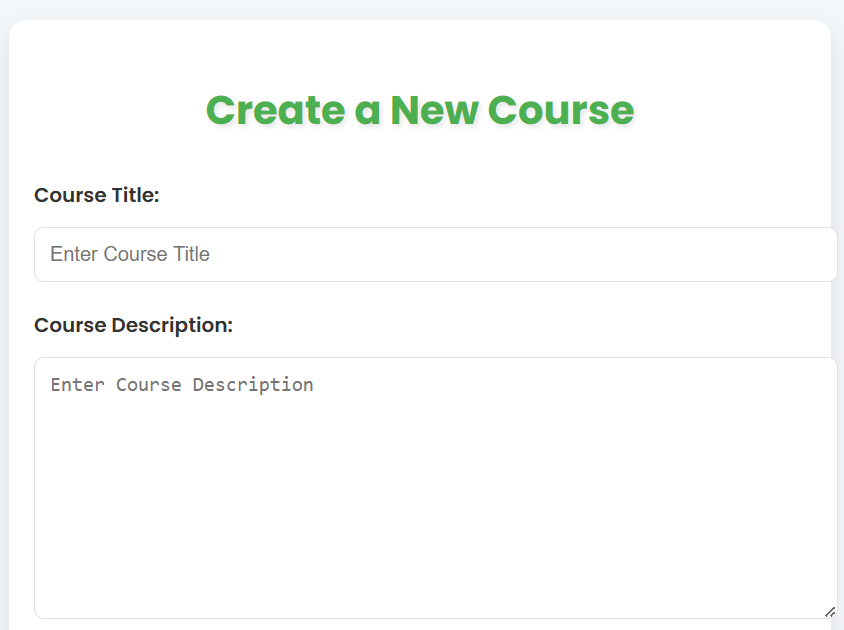 Create a New Course
Course Title:
Enter Course Title
Course Description:
Enter Course Description